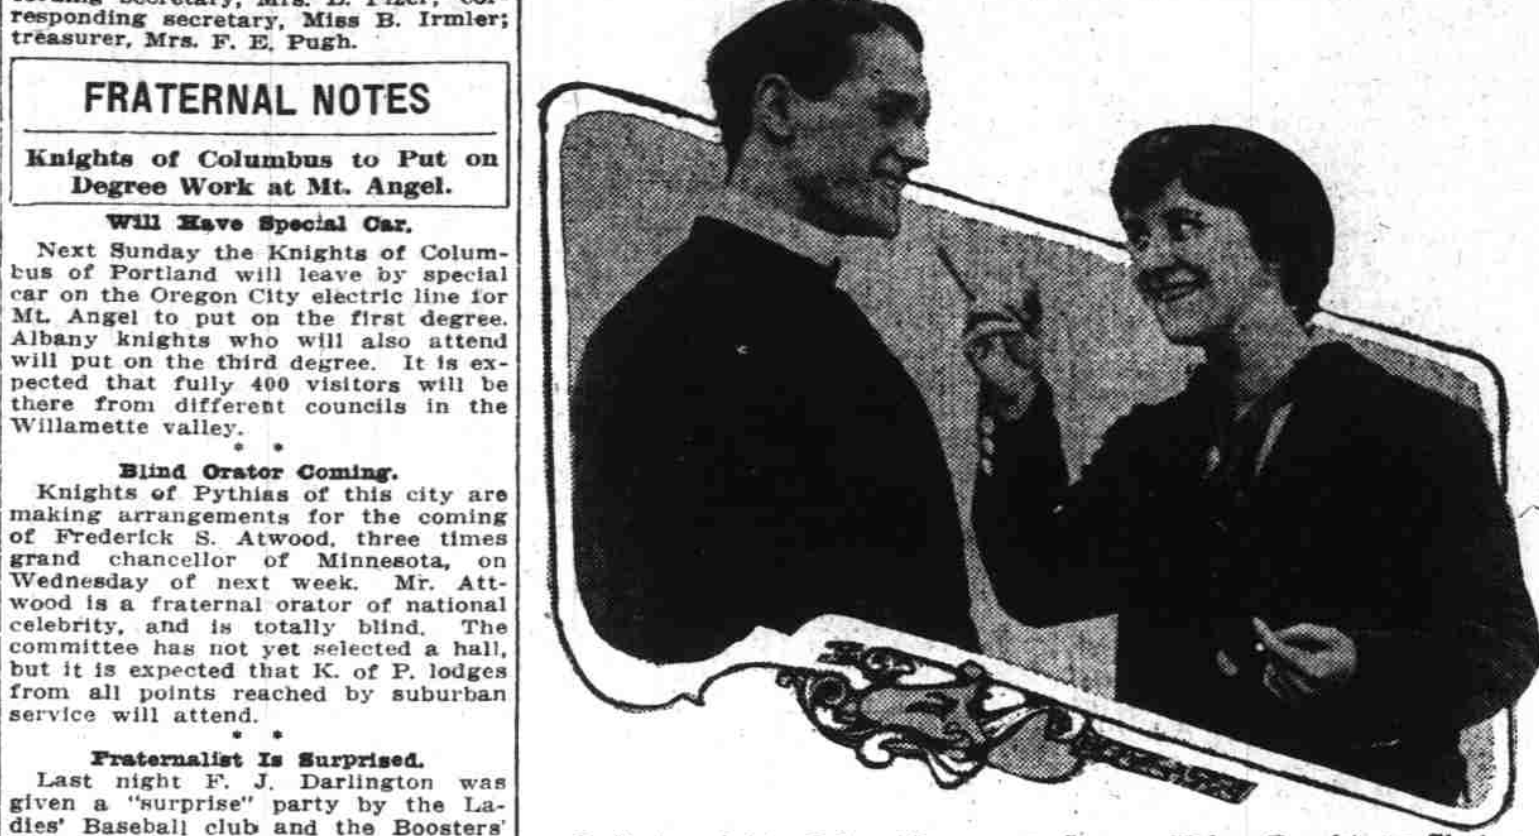 responding secretary, Miss B. Irmler;
treasurer, Mrs. F. E. Pugh.
FRATERNAL NOTES
Knights of Columbus to Put on
Degree Work at Mt. Angel.
Will Have Special Car.
Next Sunday the Knights of Colum-
bus of Portland will leave by special
car on the Oregon City electric line for
Mt. Angel to put on the first degree.
Albany knights who will also attend
will put on the third degree. It is ex-
pected that fully 400 visitors will be
there from different councils in the
Willamette valley.
* *
Blind Orator Coming.
Knights of Pythias of this city are
making arrangements for the coming
of Frederick S. Atwood, three times
grand chancellor of Minnesota, on
Wednesday of next week. Mr. Att-
wood is a fraternal orator of national
celebrity, and is totally blind. The
committee has not yet selected a hall,
but it is expected that K. of P. lodges
from all points reached by suburban
service will attend.
* *
Fraternalist Is Surprised.
Last night F. J. Darlington was
given a "surprise" party by the La-
dies' Baseball club and the Boosters'